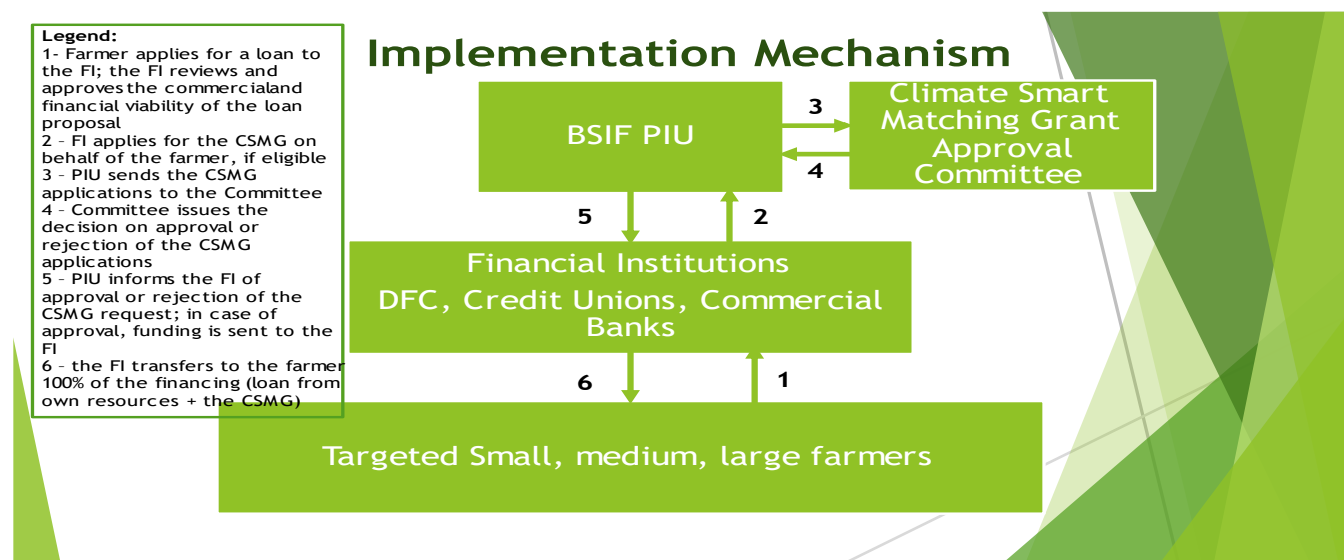 Legend:
1- Farmer applies for a loan to
the FI; the FI reviews and
approves the commercialand
financial viability of the loan
proposal
2 - FI applies for the CSMG on
behalf of the farmer, if eligible
3 - PIU sends the CSMG
applications to the Committee
4 - Committee issues the
decision on approval or
rejection of the CSMG
applications
5 - PIU informs the FI of
approval or rejection of the
CSMG request; in case of
approval, funding is sent to the
FI
6 - the FI transfers to the farmer
100% of the financing (loan from
own resources + the CSMG)
Implementation Mechanism
BSIF PIU
3
4
Climate Smart
Matching Grant
Approval
Committee
5
2
Financial Institutions
DFC, Credit Unions, Commercial
Banks
6
1
Targeted Small, medium, large farmers